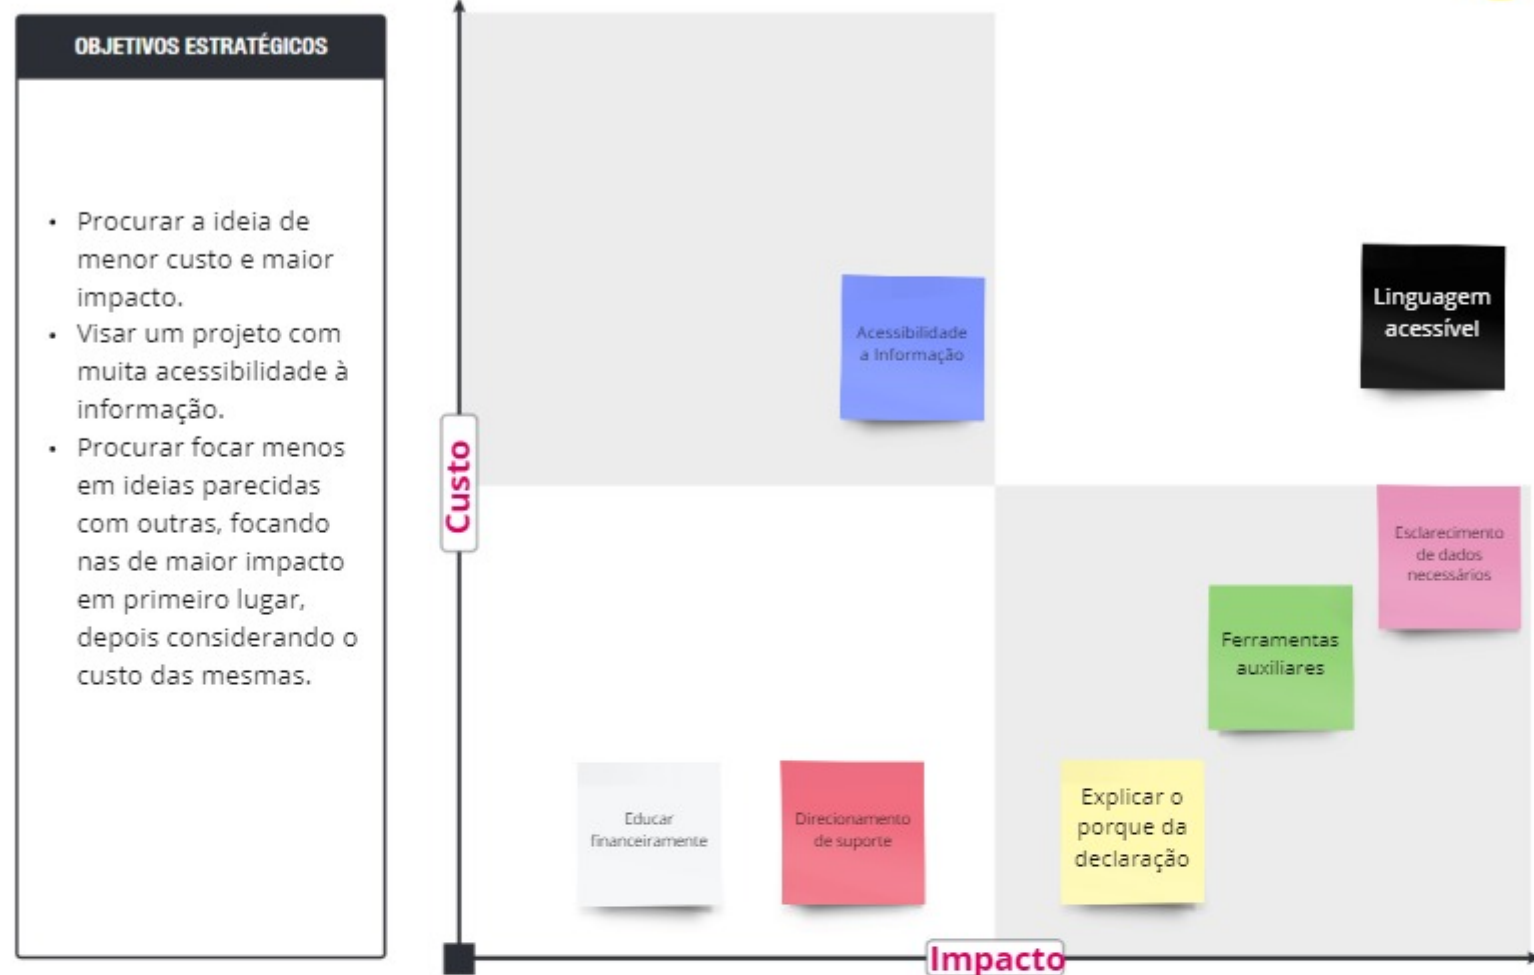 OBJETIVOS ESTRATÉGICOS
• Procurar a ideia de
menor custo e maior
impacto.
• Visar um projeto com
muita acessibilidade à
informação.
• Procurar focar menos
em ideias parecidas
com outras, focando
nas de maior impacto
em primeiro lugar,
depois considerando o
custo das mesmas.
Custo
Acessibilidade
a Informação
Linguagem
acessível
Esclarecimento
de dados
necessários
Ferramentas
auxiliares
Educar
financeiramente
Direcionamento
de suporte
Explicar o
porque da
declaração
Impacto